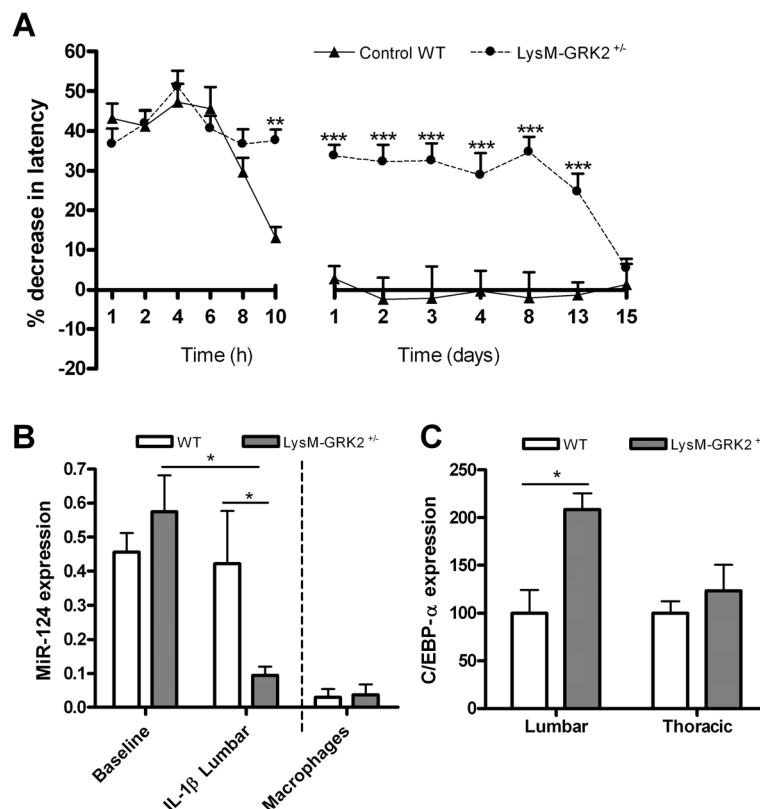 A
Control WT
LysM-GRK2 +/-
% decrease in latency
60
50
40
30
20
10
0
-10
-20
**
*** *** *** *** *** ***
1 2 4 6 8 10
1 2 3 4 8 13 15
Time (h)
Time (days)
B
WT
LysM-GRK2 +/-
MiR-124 expression
0.7
0.6
0.5
0.4
0.3
0.2
0.1
0.0
*
*
Baseline
IL-1β Lumbar
Macrophages
C
WT
LysM-GRK2 +/
C/EBP-α expression
250
200
150
100
50
0
*
Lumbar
Thoracic